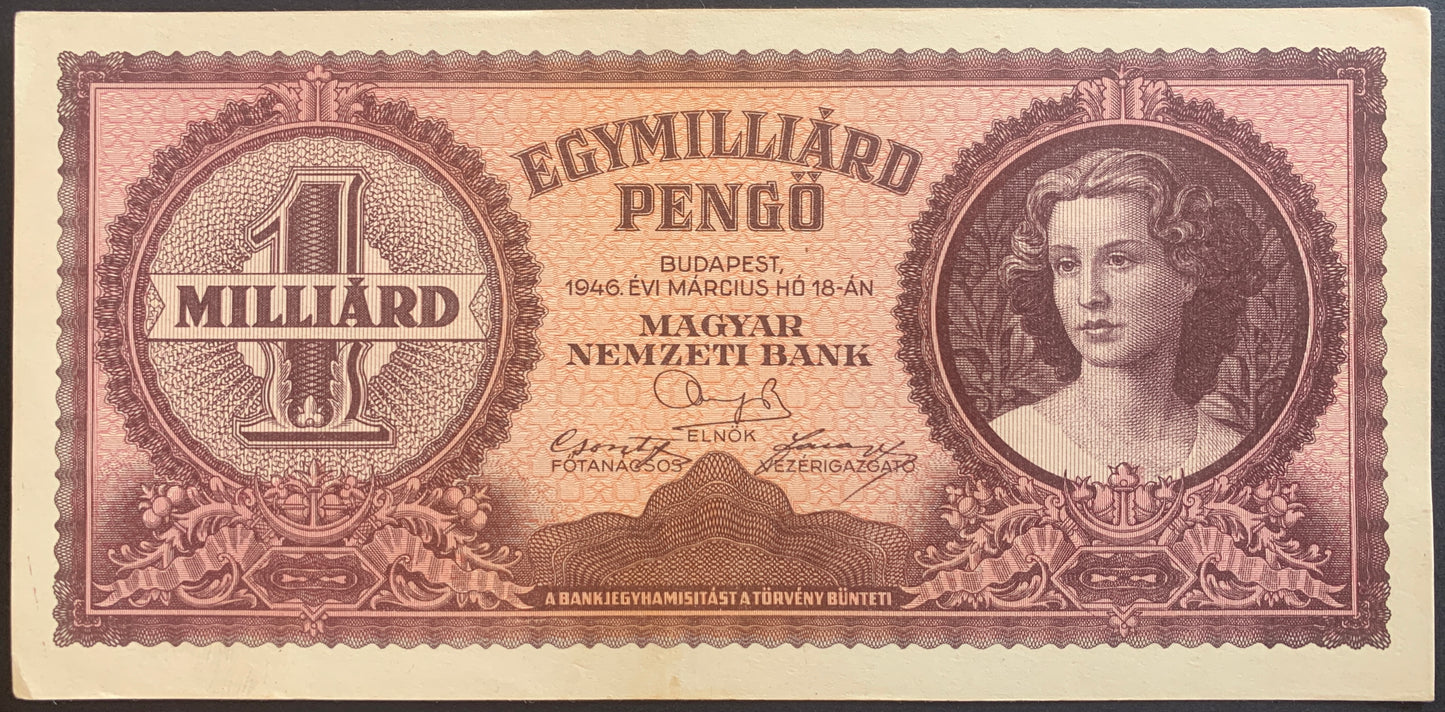 1
MILLIÁRD
EGYMILLIÁRD
PENGŐ
BUDAPEST,
1946. ÉVI MÁRCIUS HÓ 18-ÁN
MAGYAR
NEMZETI BANK
ELNÖK
FŐTANÁCSOS VEZÉRIGAZGATÓ
A BANKJEGYHAMISITÁST A TÖRVÉNY BÜNTETI